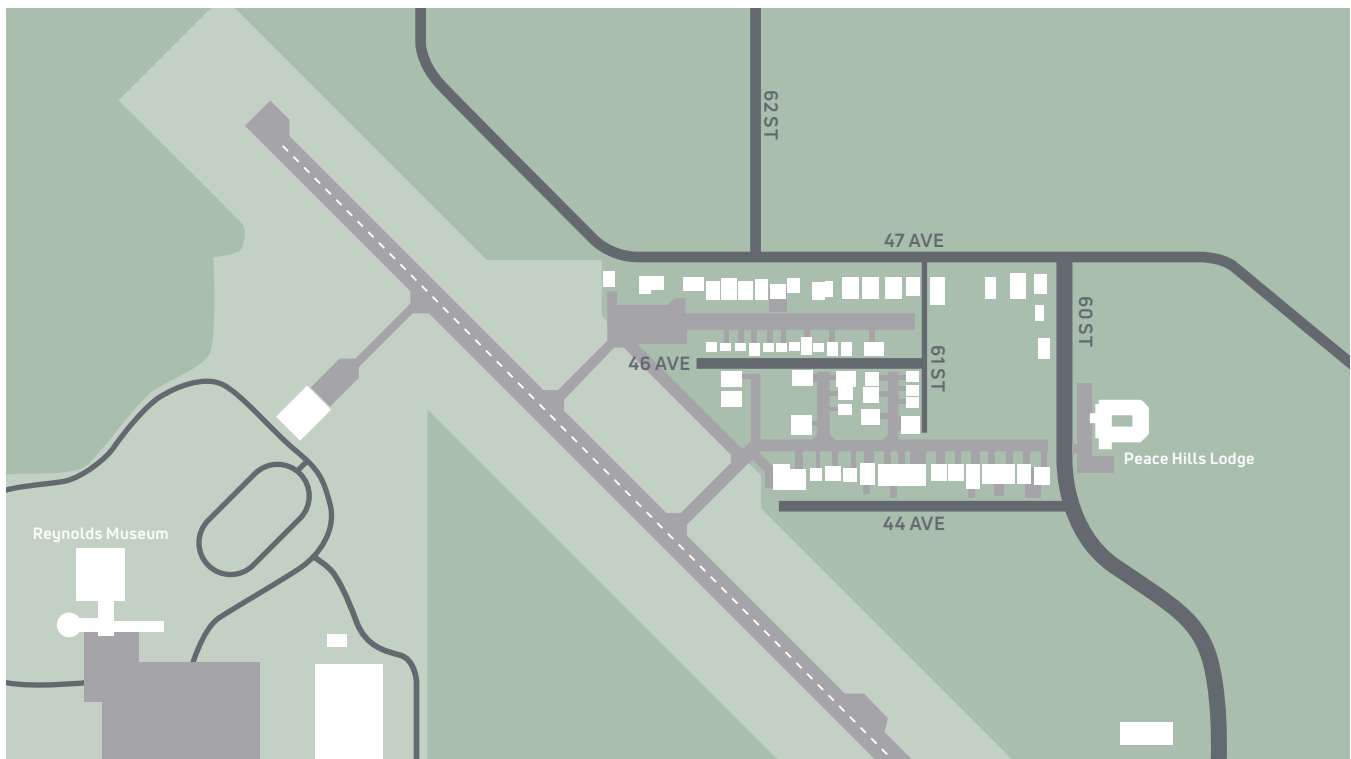 62 ST
47 AVE
60 ST
61 ST
46 AVE
Peace Hills Lodge
44 AVE
Reynolds Museum